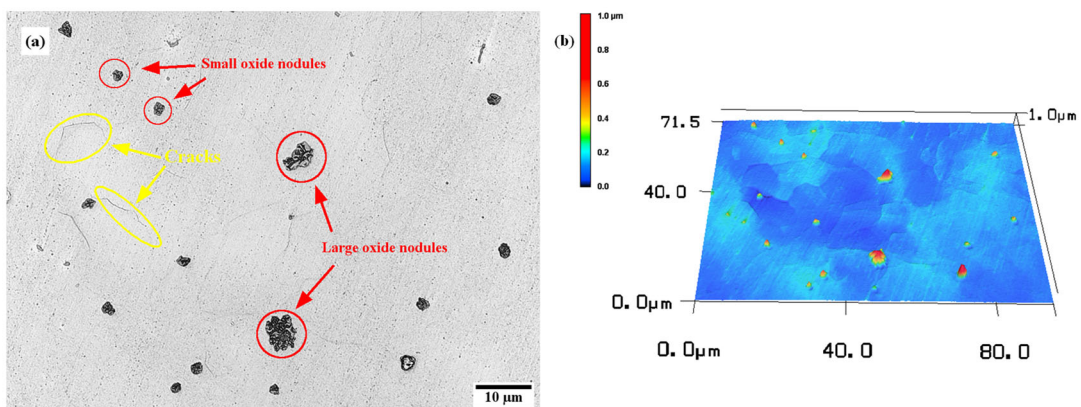 (a)
Small oxide nodules
Cracks
Large oxide nodules
10 μm
(b)
1.0 μm
0.8
0.6
0.4
0.2
0.0
1.0μm
71.5
40.0
0.0μm
0.0μm
40.0
80.0